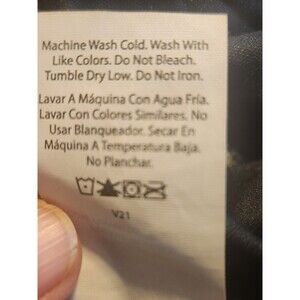 Machine Wash Cold. Wash With
Like Colors. Do Not Bleach.
Tumble Dry Low. Do Not Iron.
Lavar A Máquina Con Agua Fría.
Lavar Con Colores Similares. No
Usar Blanqueador. Secar En
Máquina A Temperatura Baja.
No Planchar.
V21